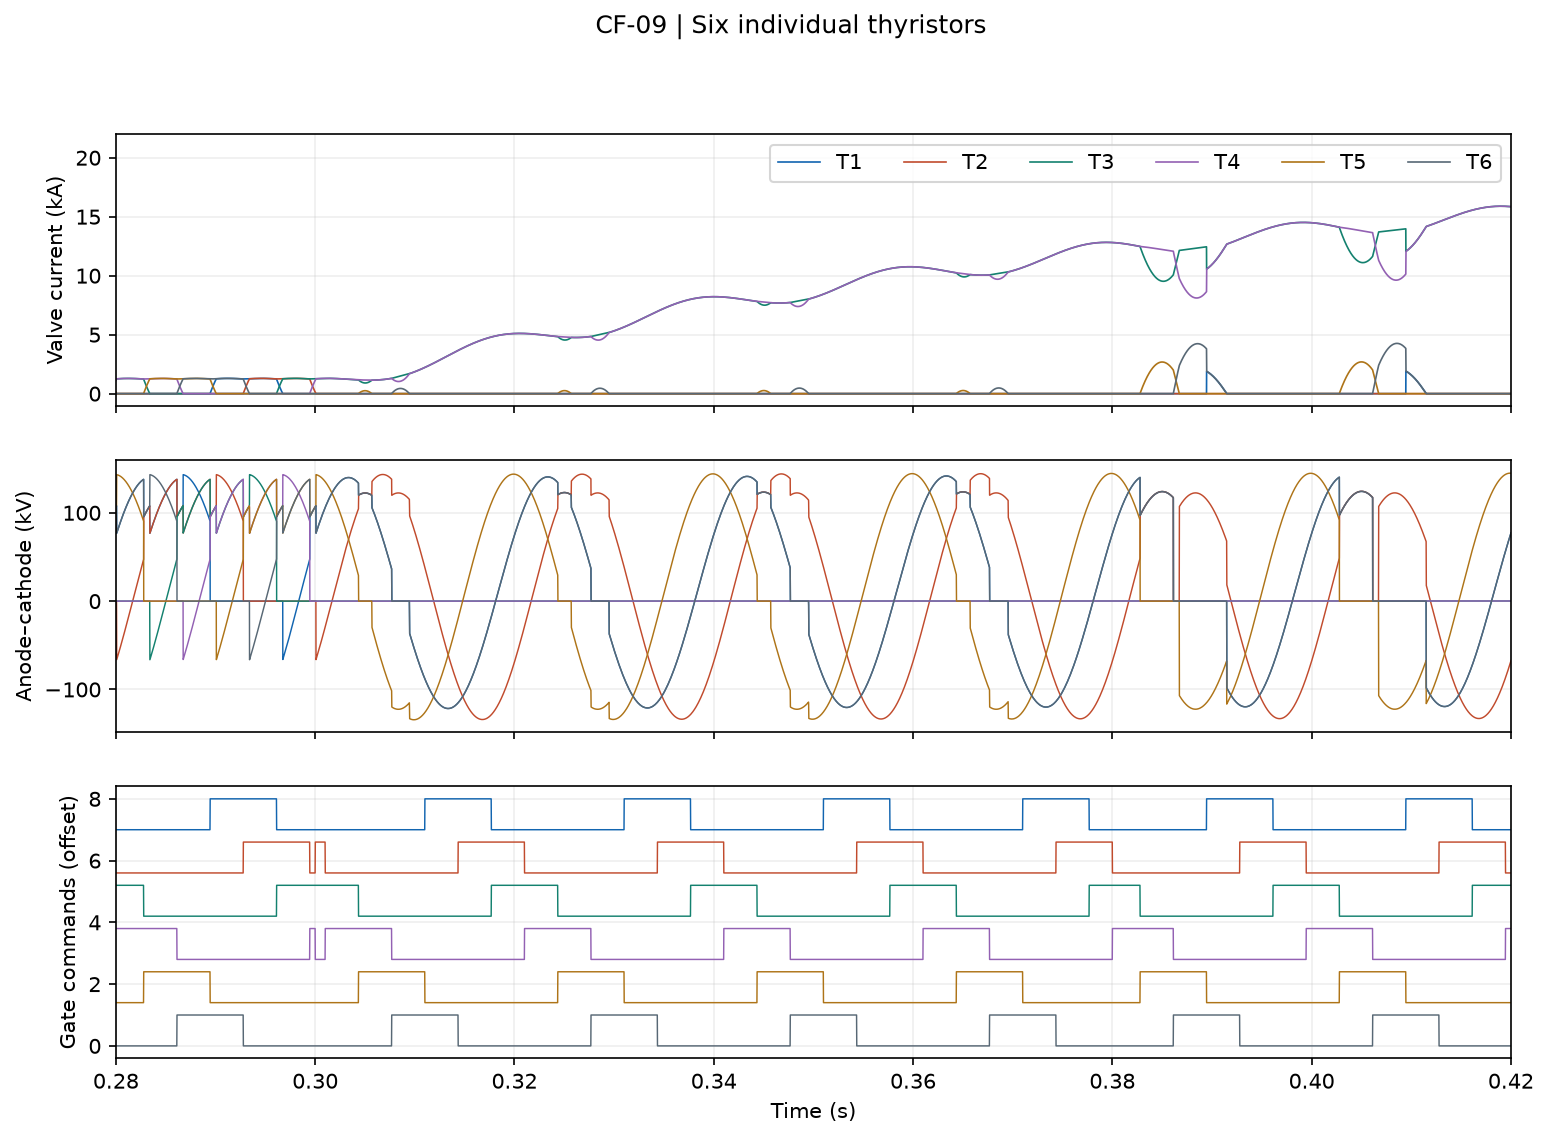 CF-09 | Six individual thyristors
Valve current (kA)
20
15
10
5
0
T1 T2 T3 T4 T5 T6
Anode–cathode (kV)
100
0
−100
Gate commands (offset)
8
6
4
2
0
0.28 0.30 0.32 0.34 0.36 0.38 0.40 0.42
Time (s)